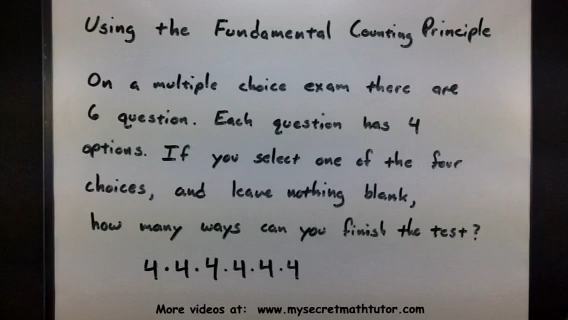 Using the Fundamental Counting Principle
On a multiple choice exam there are
6 question. Each question has 4
options. If you select one of the four
choices, and leave nothing blank,
how many ways can you finish the test?
4·4·4·4·4·4
More videos at: www.mysecretmathtutor.com